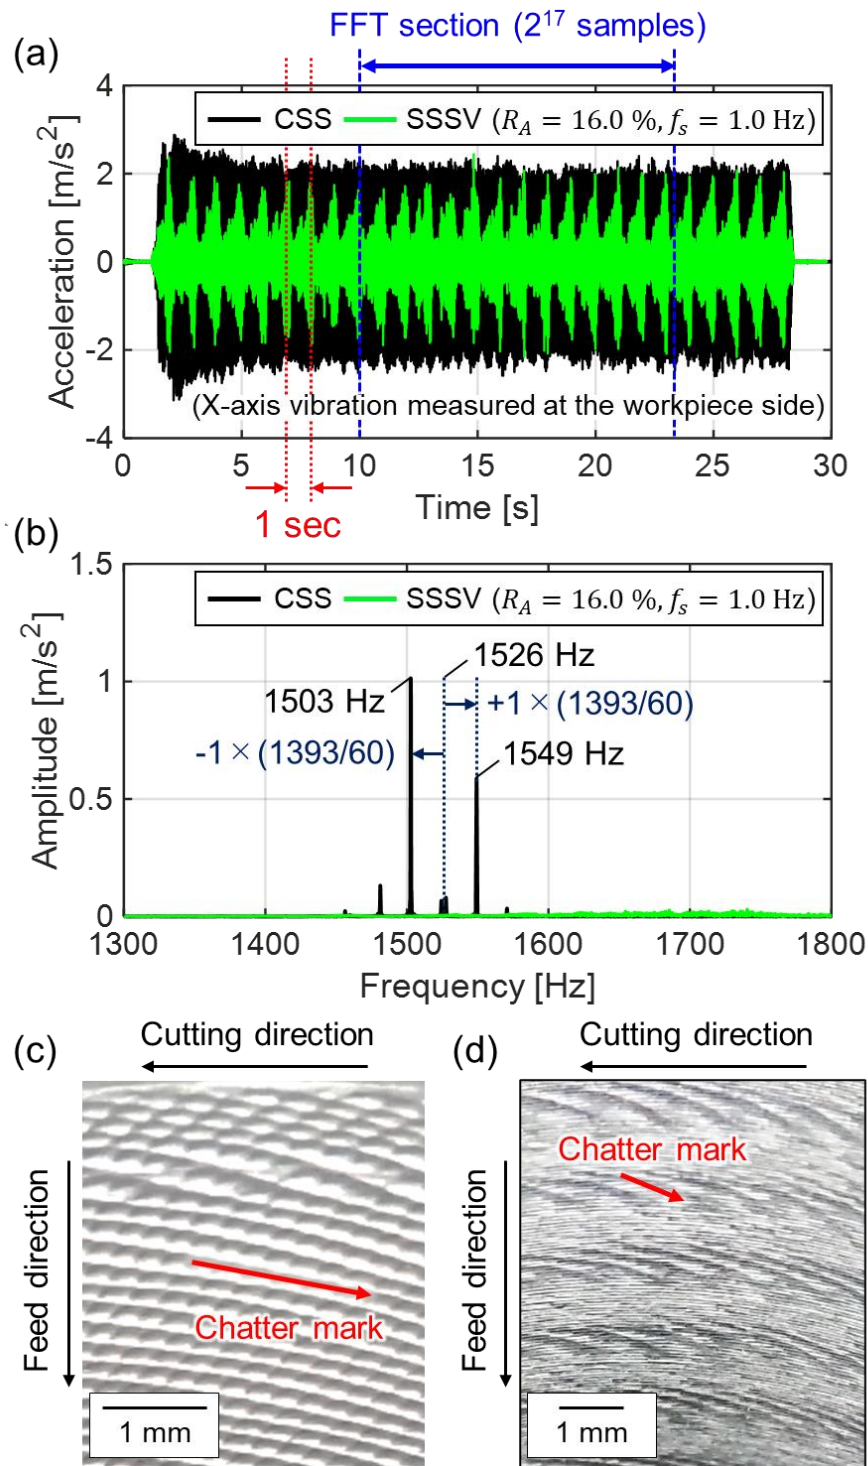 FFT section (2¹⁷ samples)
(a)
CSS SSSV (R_A = 16.0 %, f_s = 1.0 Hz)
Acceleration [m/s²]
4
2
0
-2
-4
(X-axis vibration measured at the workpiece side)
0 5 10 15 20 25 30
1 sec
Time [s]
(b)
CSS SSSV (R_A = 16.0 %, f_s = 1.0 Hz)
Amplitude [m/s²]
1.5
1
0.5
0
1526 Hz
1503 Hz
+1 × (1393/60)
-1 × (1393/60)
1549 Hz
1300 1400 1500 1600 1700 1800
Frequency [Hz]
(c)
Cutting direction
Feed direction
Chatter mark
1 mm
(d)
Cutting direction
Feed direction
Chatter mark
1 mm